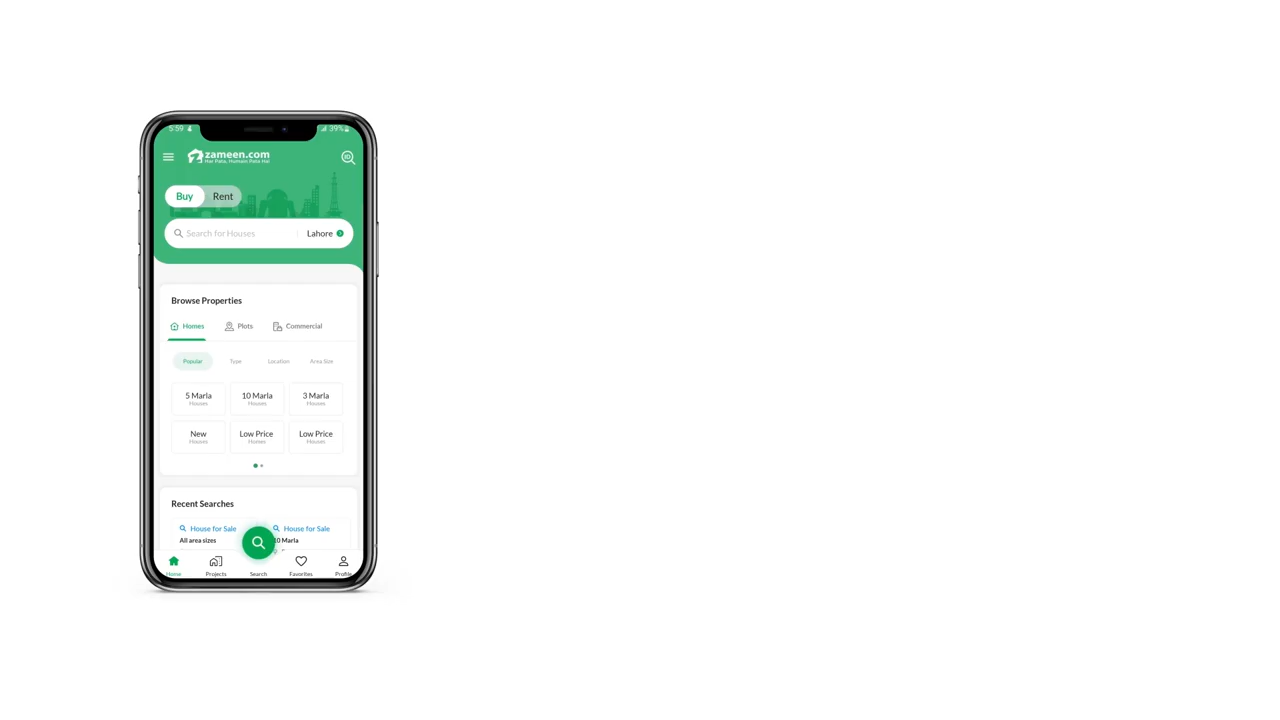 5:59
39%
zameen.com
Har Pata, Humain Pata Hai
ID
Buy
Rent
Search for Houses
Lahore
Browse Properties
Homes
Plots
Commercial
Popular
Type
Location
Area Size
5 Marla
Houses
10 Marla
Houses
3 Marla
Houses
New
Houses
Low Price
Homes
Low Price
Houses
Recent Searches
House for Sale
House for Sale
All area sizes
10 Marla
Home
Projects
Search
Favorites
Profile